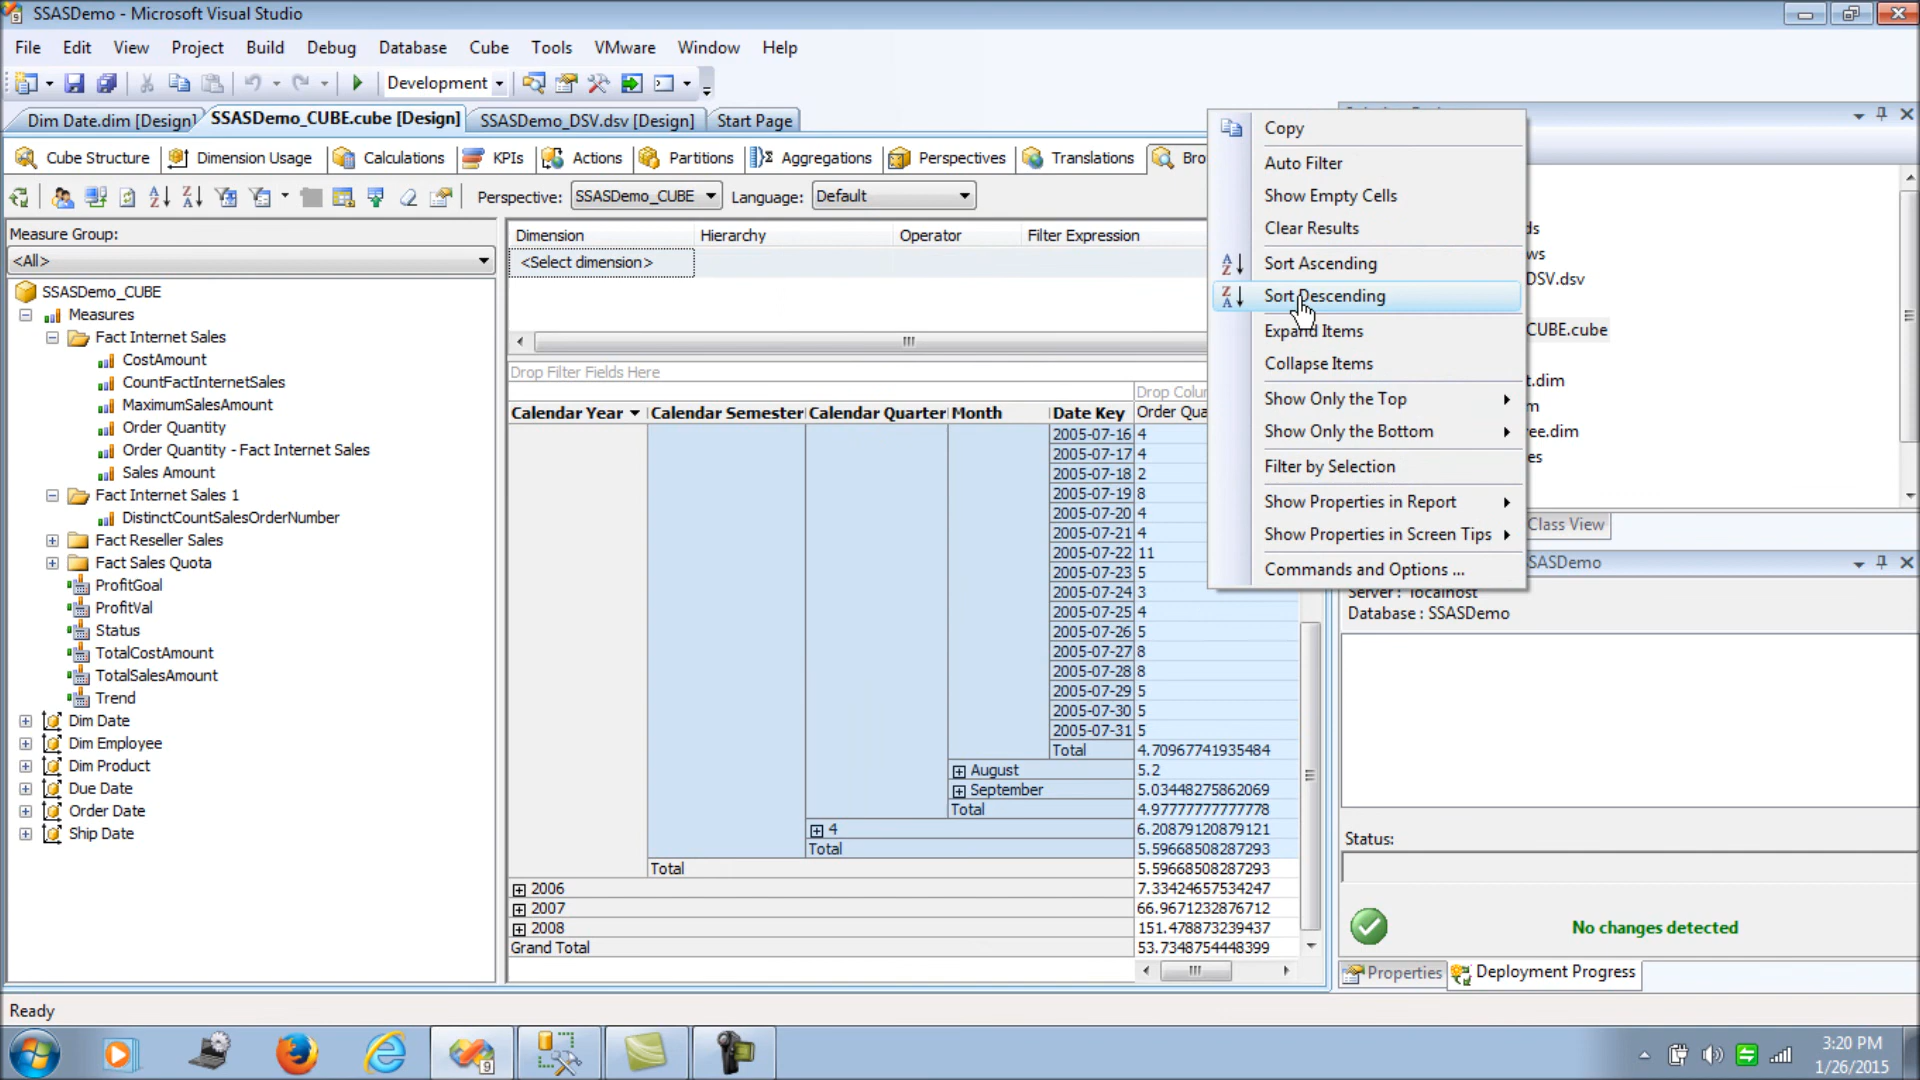 SSASDemo - Microsoft Visual Studio
File Edit View Project Build Debug Database Cube Tools VMware Window Help
Development
Dim Date.dim [Design] SSASDemo_CUBE.cube [Design] SSASDemo_DSV.dsv [Design] Start Page
Cube Structure Dimension Usage Calculations KPIs Actions Partitions Aggregations Perspectives Translations Bro
Perspective: SSASDemo_CUBE Language: Default
Measure Group:
<All>
SSASDemo_CUBE
Measures
Fact Internet Sales
CostAmount
CountFactInternetSales
MaximumSalesAmount
Order Quantity
Order Quantity - Fact Internet Sales
Sales Amount
Fact Internet Sales 1
DistinctCountSalesOrderNumber
Fact Reseller Sales
Fact Sales Quota
ProfitGoal
ProfitVal
Status
TotalCostAmount
TotalSalesAmount
Trend
Dim Date
Dim Employee
Dim Product
Due Date
Order Date
Ship Date
Dimension Hierarchy Operator Filter Expression
<Select dimension>
Drop Filter Fields Here
Drop Colu
Calendar Year Calendar Semester Calendar Quarter Month Date Key Order Qua
2005-07-16 4
2005-07-17 4
2005-07-18 2
2005-07-19 8
2005-07-20 4
2005-07-21 4
2005-07-22 11
2005-07-23 5
2005-07-24 3
2005-07-25 4
2005-07-26 5
2005-07-27 8
2005-07-28 8
2005-07-29 5
2005-07-30 5
2005-07-31 5
Total 4.70967741935484
August 5.2
September 5.03448275862069
Total 4.97777777777778
4 6.20879120879121
Total 5.59668508287293
Total 5.59668508287293
2006 7.33424657534247
2007 66.9671232876712
2008 151.478873239437
Grand Total 53.7348754448399
Copy
Auto Filter
Show Empty Cells
Clear Results
Sort Ascending
Sort Descending
Expand Items
Collapse Items
Show Only the Top
Show Only the Bottom
Filter by Selection
Show Properties in Report
Show Properties in Screen Tips
Commands and Options ...
ds
ws
DSV.dsv
CUBE.cube
t.dim
m
ee.dim
es
Class View
SASDemo
Server : localhost
Database : SSASDemo
Status:
No changes detected
Properties Deployment Progress
Ready
3:20 PM
1/26/2015